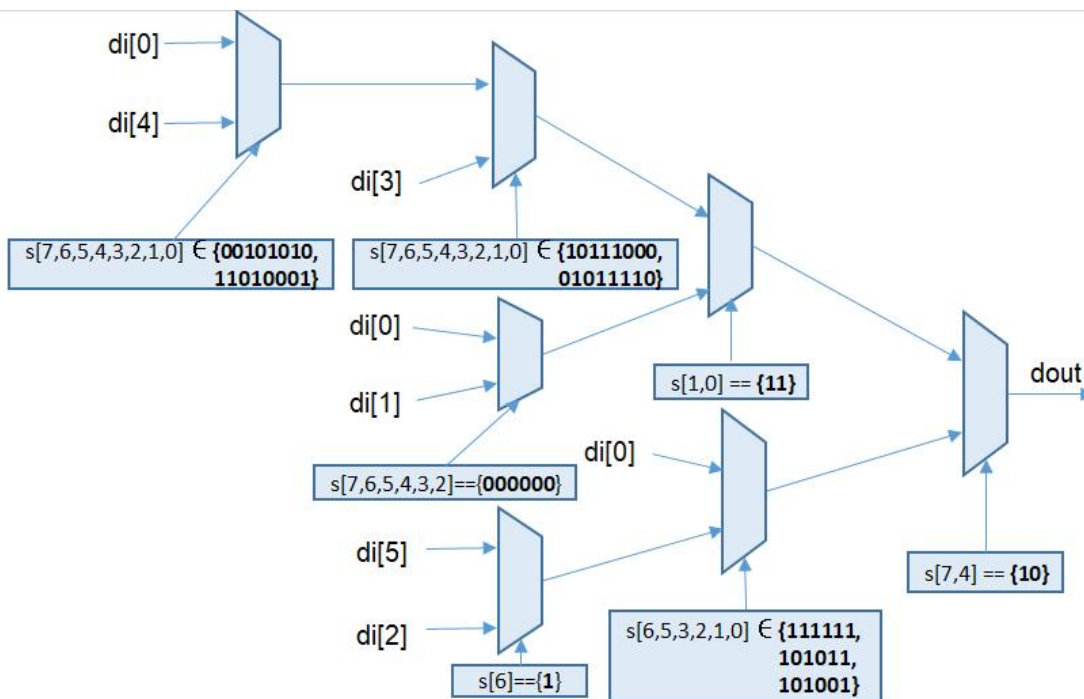 di[0]
di[4]
di[3]
s[7,6,5,4,3,2,1,0] ∈ {00101010,
11010001}
s[7,6,5,4,3,2,1,0] ∈ {10111000,
01011110}
di[0]
di[1]
s[1,0] == {11}
dout
di[0]
s[7,6,5,4,3,2]=={000000}
di[5]
di[2]
s[7,4] == {10}
s[6,5,3,2,1,0] ∈ {111111,
101011,
101001}
s[6]=={1}